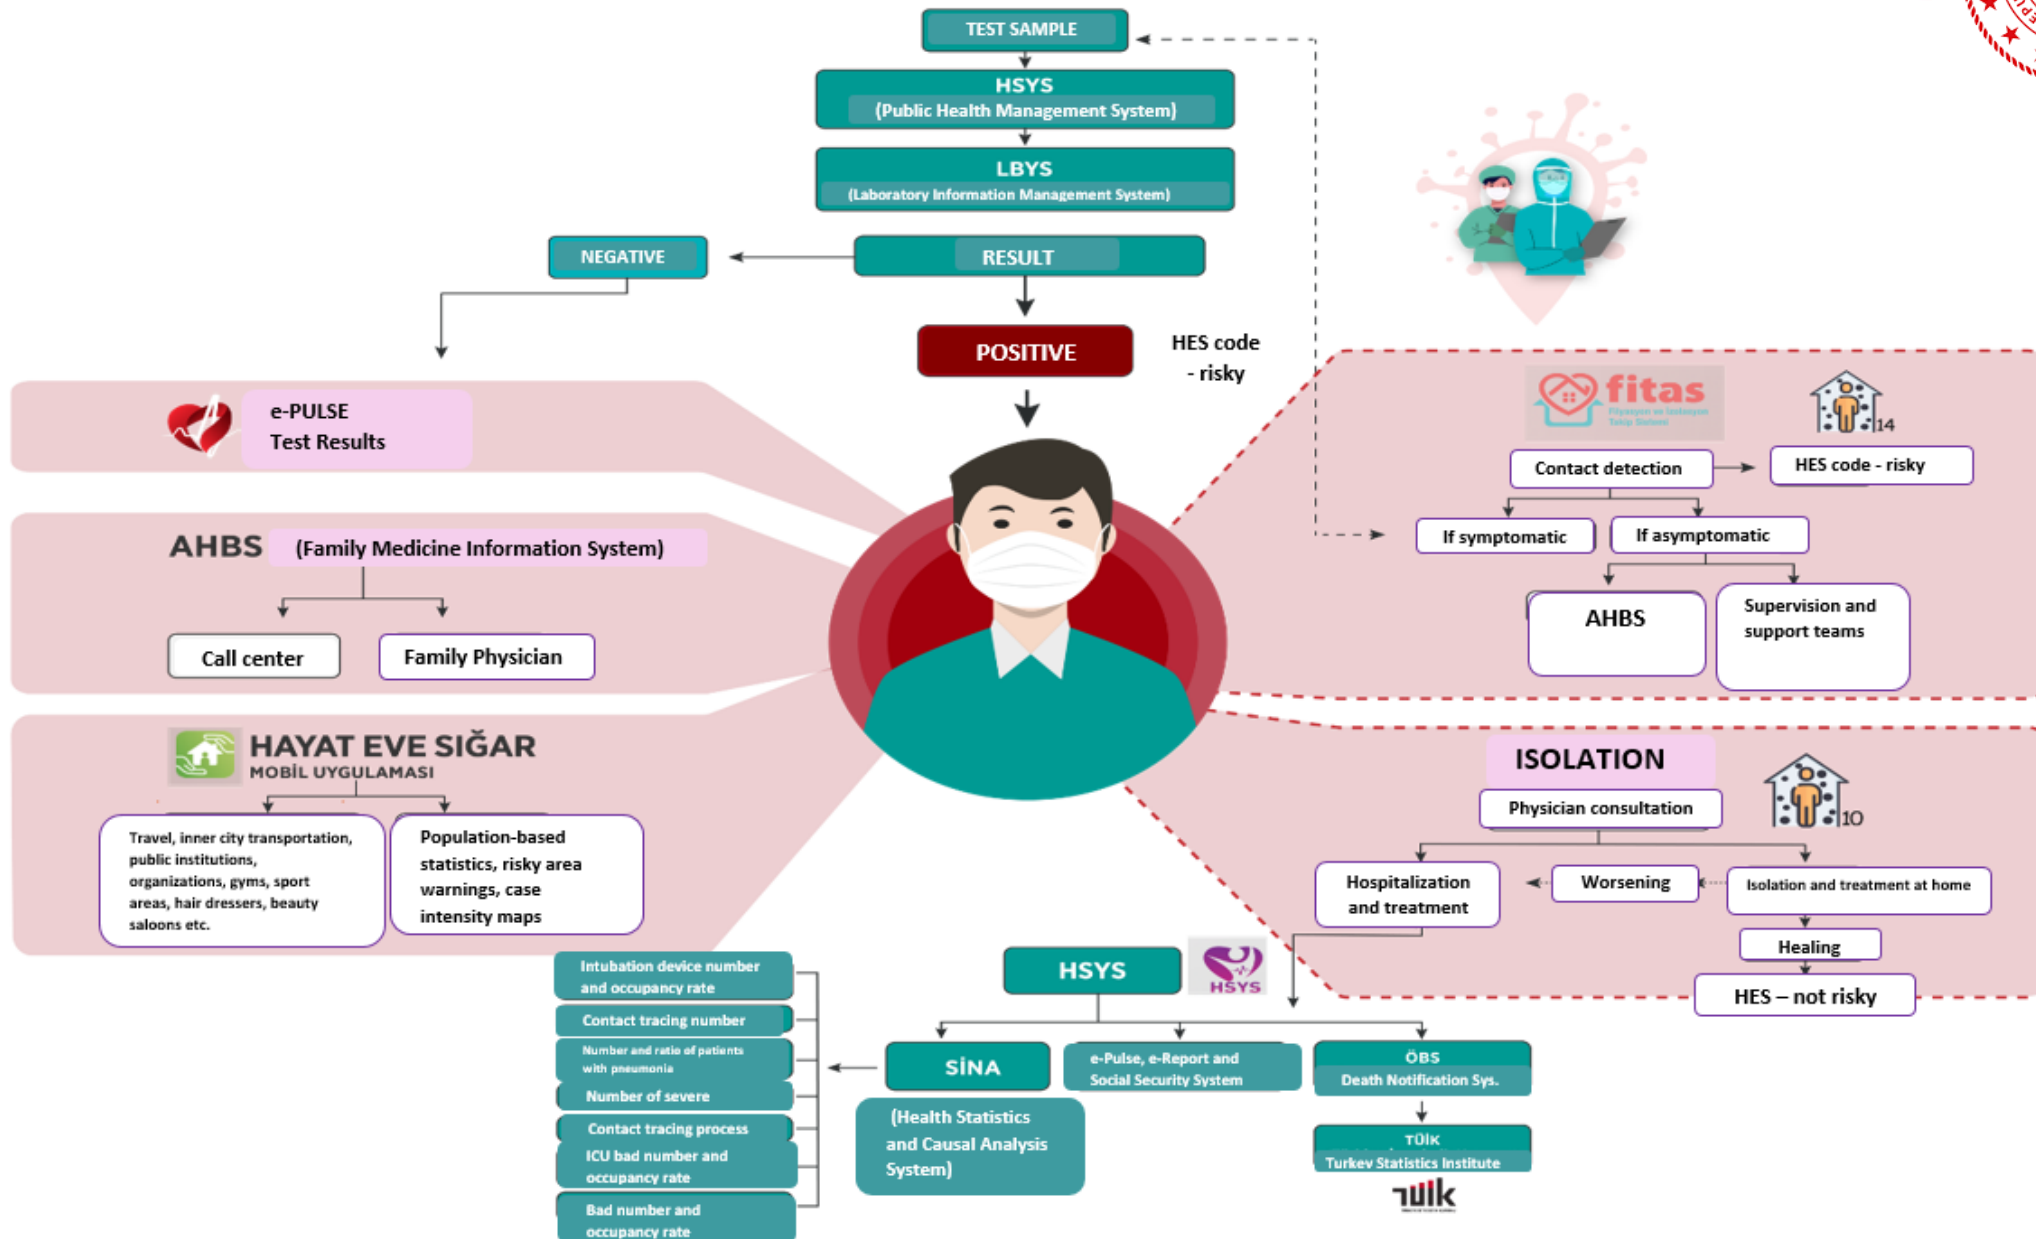 TEST SAMPLE
HSYS
(Public Health Management System)
LBYS
(Laboratory Information Management System)
NEGATIVE
RESULT
POSITIVE
HES code
- risky
e-PULSE
Test Results
AHBS (Family Medicine Information System)
Call center
Family Physician
HAYAT EVE SIĞAR
MOBİL UYGULAMASI
Travel, inner city transportation,
public institutions,
organizations, gyms, sport
areas, hair dressers, beauty
saloons etc.
Population-based
statistics, risky area
warnings, case
intensity maps
fitas
Filyasyon ve İzolasyon
Takip Sistemi
14
Contact detection
HES code - risky
If symptomatic
If asymptomatic
AHBS
Supervision and
support teams
ISOLATION
Physician consultation
10
Hospitalization
and treatment
Worsening
Isolation and treatment at home
Healing
HES – not risky
HSYS
HSYS
SİNA
(Health Statistics
and Causal Analysis
System)
e-Pulse, e-Report and
Social Security System
ÖBS
Death Notification Sys.
TÜİK
Turkey Statistics Institute
TÜİK
Intubation device number
and occupancy rate
Contact tracing number
Number and ratio of patients
with pneumonia
Number of severe
Contact tracing process
ICU bad number and
occupancy rate
Bad number and
occupancy rate